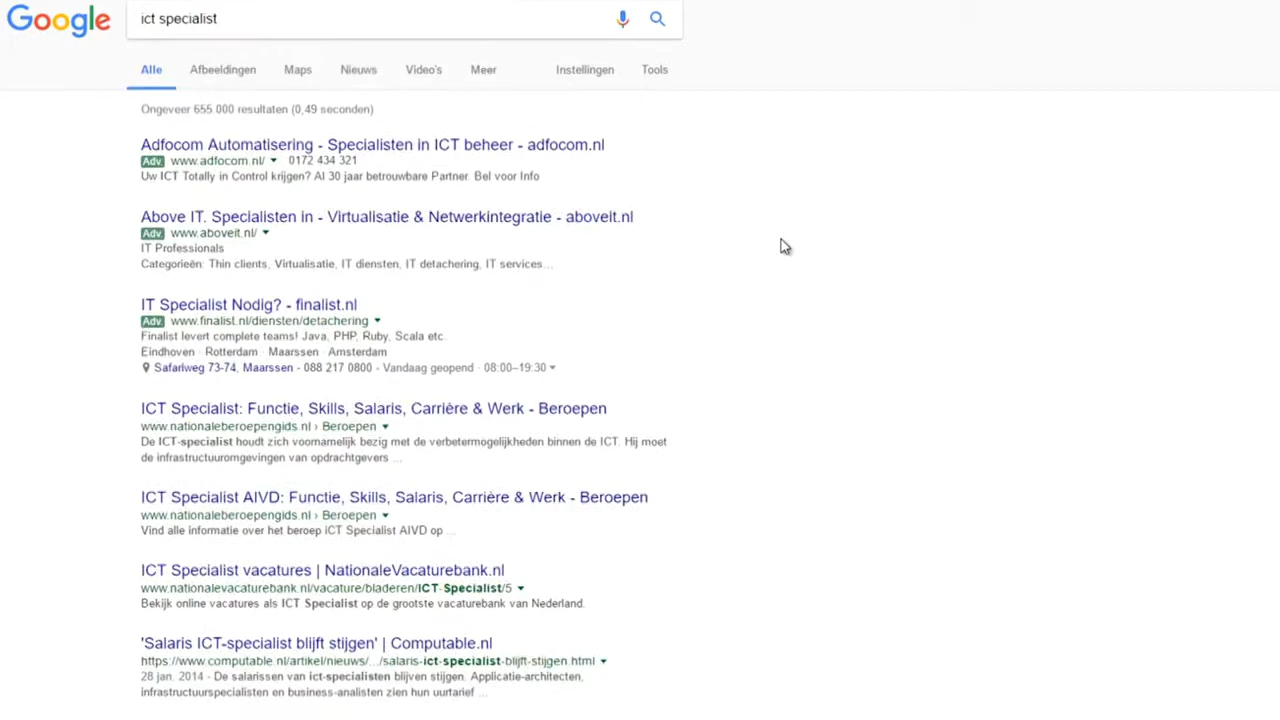 Google
ict specialist
Alle Afbeeldingen Maps Nieuws Video's Meer Instellingen Tools
Ongeveer 655.000 resultaten (0,49 seconden)
Adfocom Automatisering - Specialisten in ICT beheer - adfocom.nl
Adv. www.adfocom.nl/ 0172 434 321
Uw ICT Totally in Control krijgen? Al 30 jaar betrouwbare Partner. Bel voor Info
Above IT. Specialisten in - Virtualisatie & Netwerkintegratie - aboveit.nl
Adv. www.aboveit.nl/
IT Professionals
Categorieën: Thin clients, Virtualisatie, IT diensten, IT detachering, IT services...
IT Specialist Nodig? - finalist.nl
Adv. www.finalist.nl/diensten/detachering
Finalist levert complete teams! Java, PHP, Ruby, Scala etc.
Eindhoven · Rotterdam · Maarssen · Amsterdam
Safariweg 73-74, Maarssen - 088 217 0800 - Vandaag geopend · 08:00–19:30
ICT Specialist: Functie, Skills, Salaris, Carrière & Werk - Beroepen
www.nationaleberoepengids.nl › Beroepen
De ICT-specialist houdt zich voornamelijk bezig met de verbetermogelijkheden binnen de ICT. Hij moet
de infrastructuuromgevingen van opdrachtgevers ...
ICT Specialist AIVD: Functie, Skills, Salaris, Carrière & Werk - Beroepen
www.nationaleberoepengids.nl › Beroepen
Vind alle informatie over het beroep ICT Specialist AIVD op ...
ICT Specialist vacatures | NationaleVacaturebank.nl
www.nationalevacaturebank.nl/vacature/bladeren/ICT-Specialist/5
Bekijk online vacatures als ICT Specialist op de grootste vacaturebank van Nederland.
'Salaris ICT-specialist blijft stijgen' | Computable.nl
https://www.computable.nl/artikel/nieuws/.../salaris-ict-specialist-blijft-stijgen.html
28 jan. 2014 - De salarissen van ict-specialisten blijven stijgen. Applicatie-architecten,
infrastructuurspecialisten en business-analisten zien hun uurtarief ...